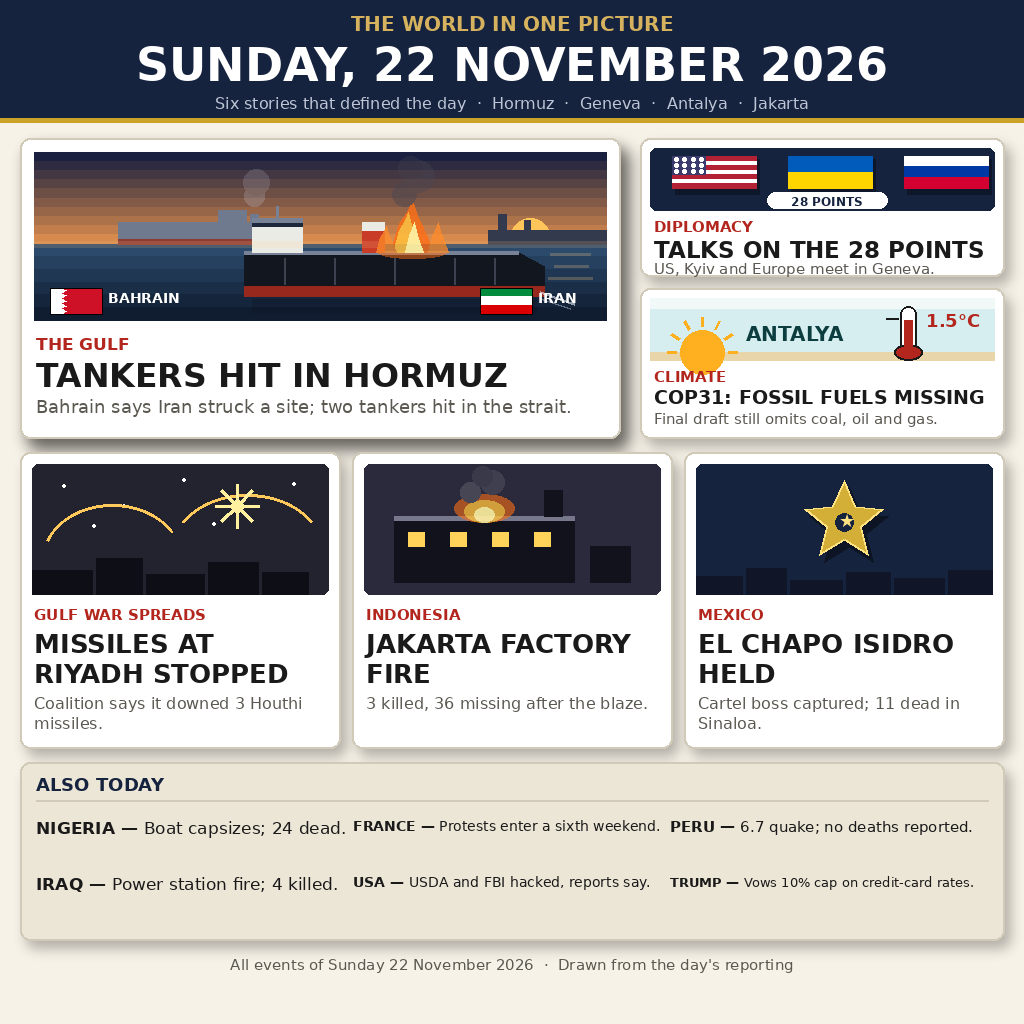 THE WORLD IN ONE PICTURE
SUNDAY, 22 NOVEMBER 2026
Six stories that defined the day · Hormuz · Geneva · Antalya · Jakarta
BAHRAIN
IRAN
THE GULF
TANKERS HIT IN HORMUZ
Bahrain says Iran struck a site; two tankers hit in the strait.
28 POINTS
DIPLOMACY
TALKS ON THE 28 POINTS
US, Kyiv and Europe meet in Geneva.
ANTALYA
1.5°C
CLIMATE
COP31: FOSSIL FUELS MISSING
Final draft still omits coal, oil and gas.
GULF WAR SPREADS
MISSILES AT
RIYADH STOPPED
Coalition says it downed 3 Houthi
missiles.
INDONESIA
JAKARTA FACTORY
FIRE
3 killed, 36 missing after the blaze.
MEXICO
EL CHAPO ISIDRO
HELD
Cartel boss captured; 11 dead in
Sinaloa.
ALSO TODAY
NIGERIA — Boat capsizes; 24 dead.
FRANCE — Protests enter a sixth weekend.
PERU — 6.7 quake; no deaths reported.
IRAQ — Power station fire; 4 killed.
USA — USDA and FBI hacked, reports say.
TRUMP — Vows 10% cap on credit-card rates.
All events of Sunday 22 November 2026 · Drawn from the day's reporting